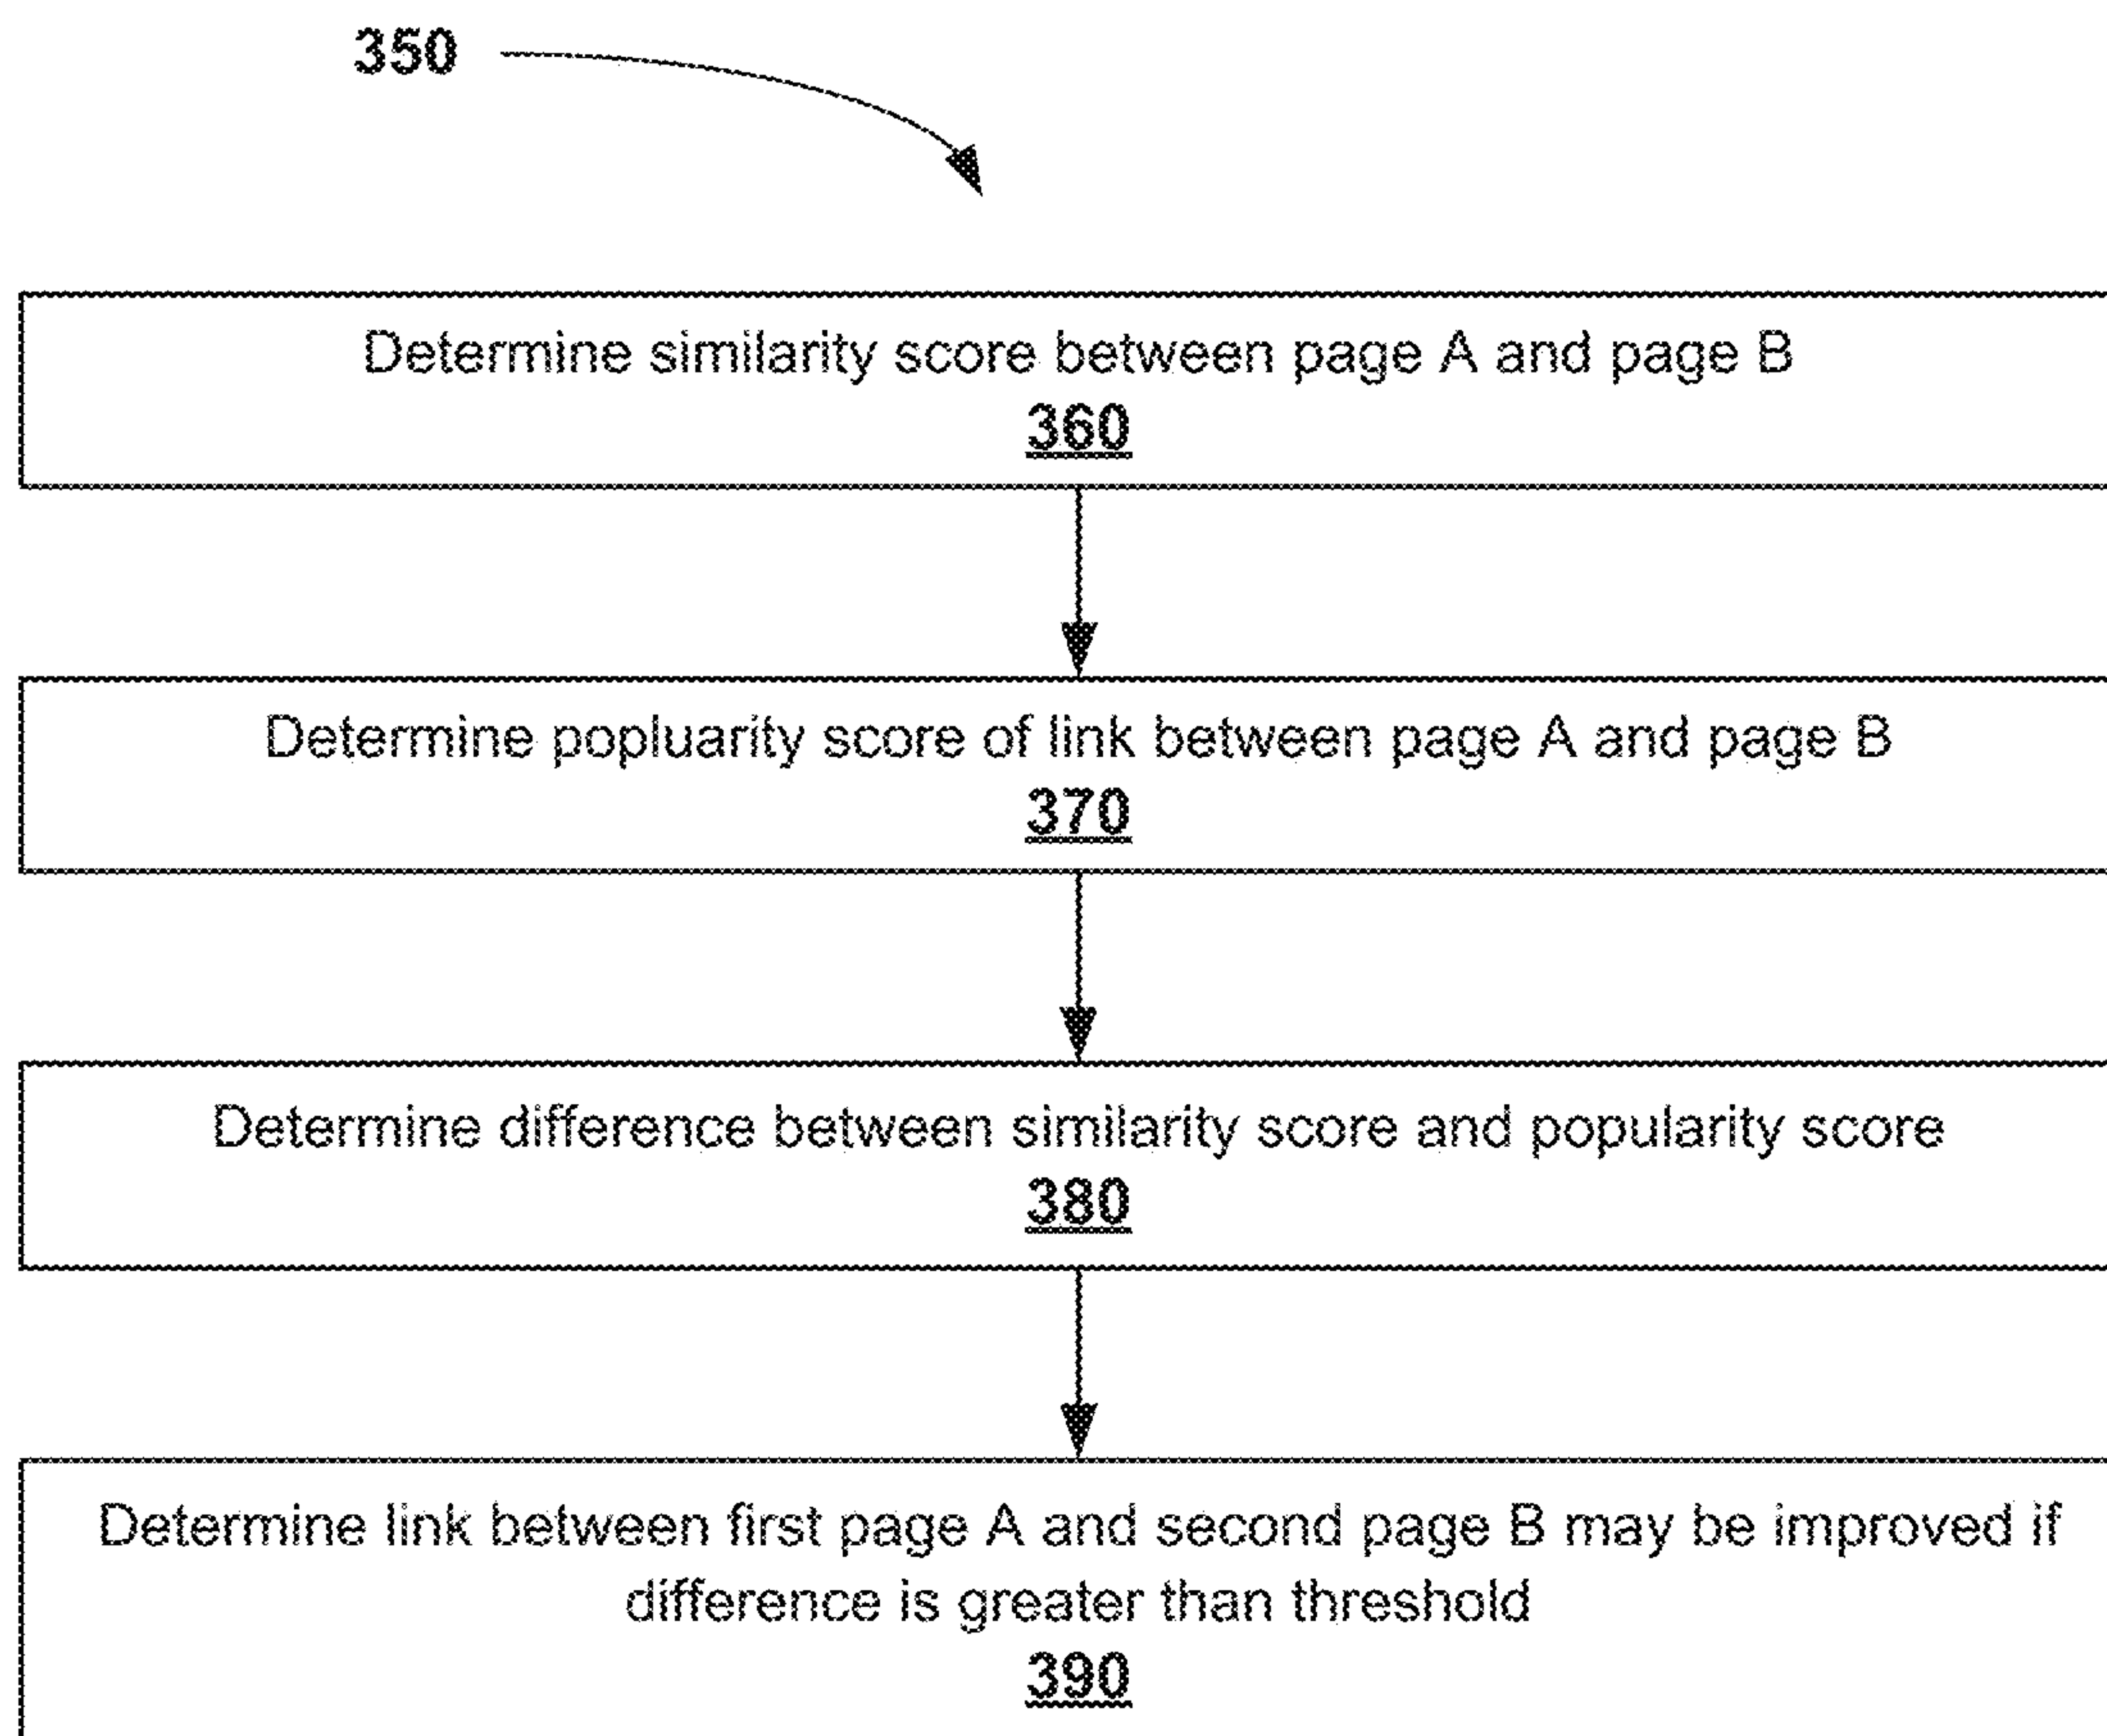 350
Determine similarity score between page A and page B
360
Determine popluarity score of link between page A and page B
370
Determine difference between similarity score and popularity score
380
Determine link between first page A and second page B may be improved if
difference is greater than threshold
390